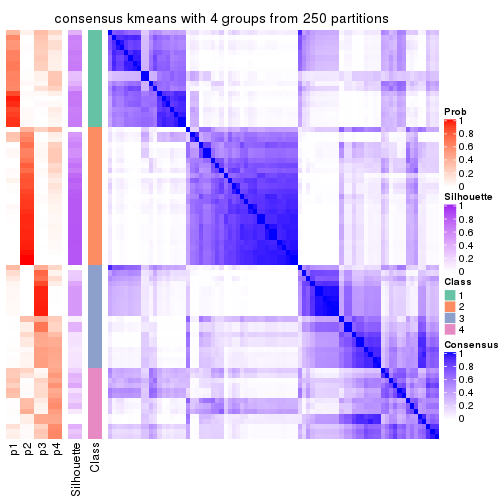 consensus kmeans with 4 groups from 250 partitions
Prob
1
0.8
0.6
0.4
0.2
0
Silhouette
1
0.8
0.6
0.4
0.2
0
Class
1
2
3
4
Consensus
1
0.8
0.6
0.4
0.2
0
p1
p2
p3
p4
Silhouette
Class